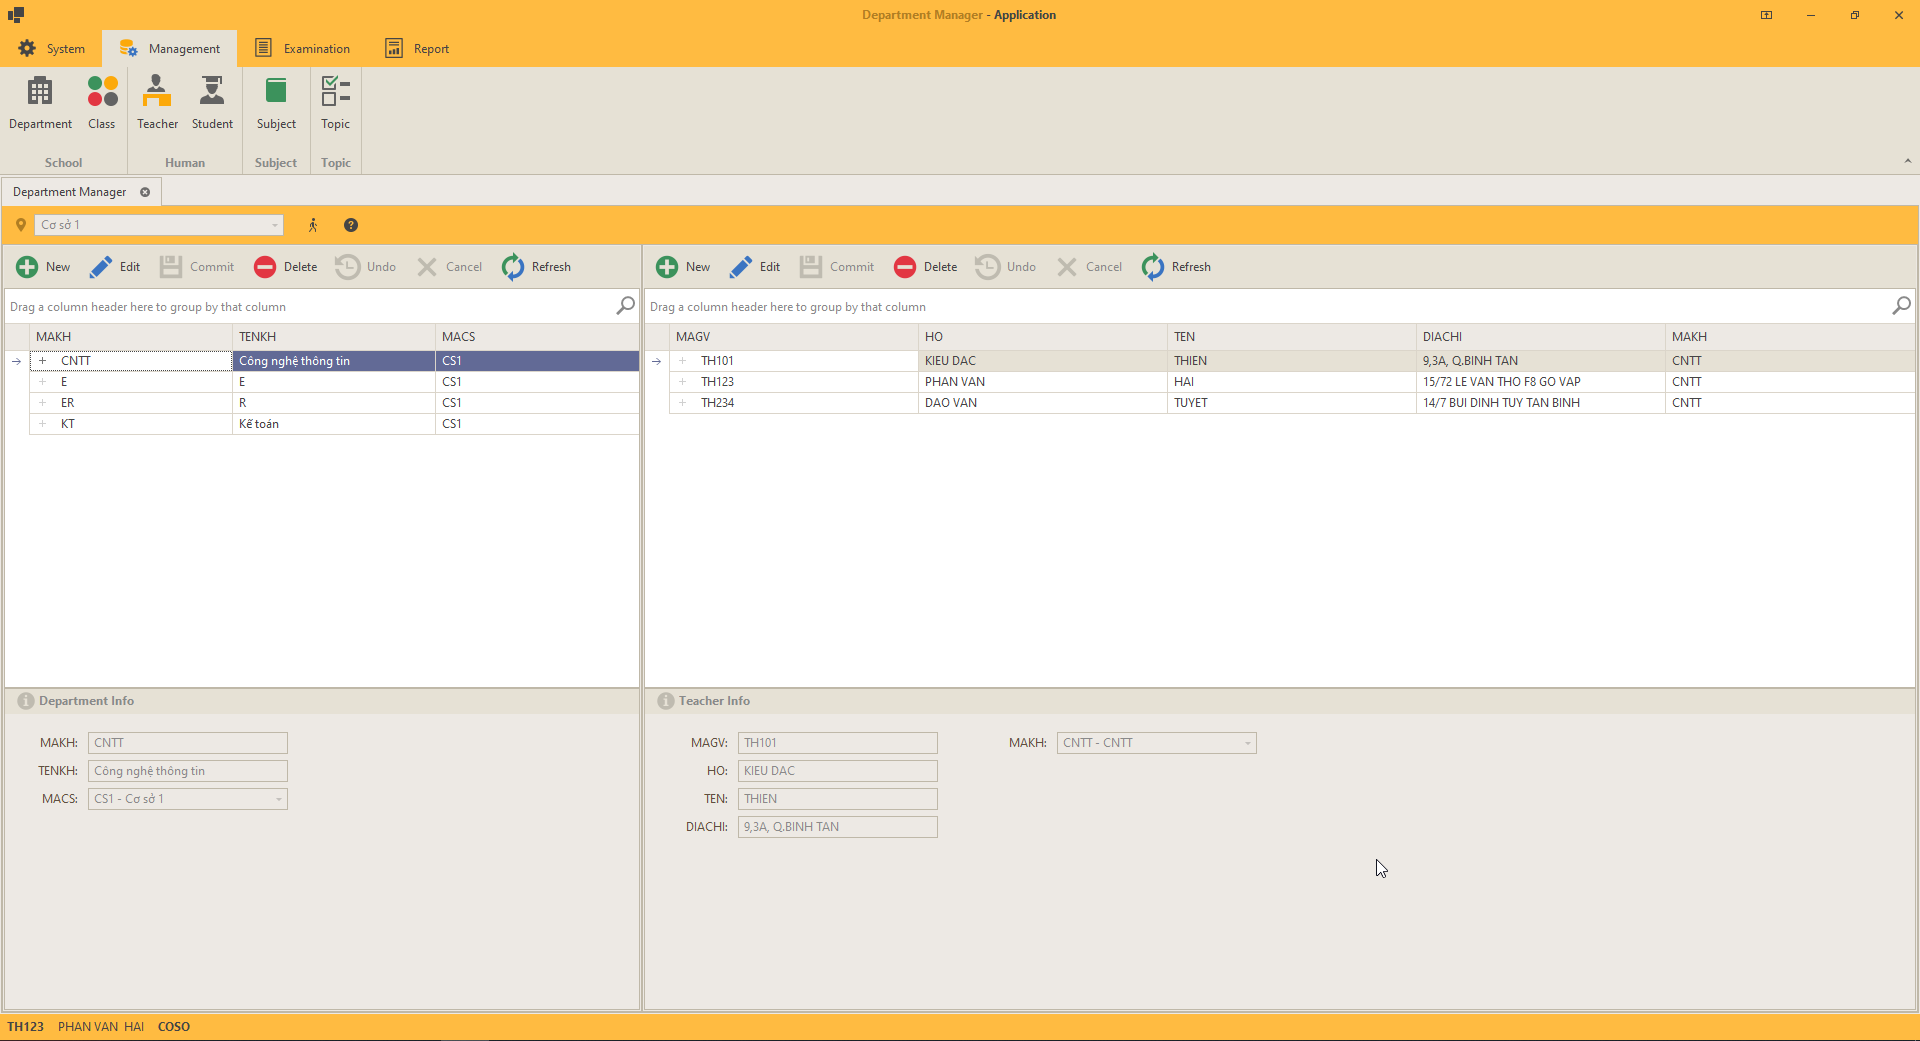 Department Manager - Application
System Management Examination Report
Department Class Teacher Student Subject Topic
School Human Subject Topic
Department Manager
Cơ sở 1
New Edit Commit Delete Undo Cancel Refresh
Drag a column header here to group by that column
MAKH TENKH MACS
CNTT Công nghệ thông tin CS1
E E CS1
ER R CS1
KT Kế toán CS1
New Edit Commit Delete Undo Cancel Refresh
Drag a column header here to group by that column
MAGV HO TEN DIACHI MAKH
TH101 KIEU DAC THIEN 9,3A, Q.BINH TAN CNTT
TH123 PHAN VAN HAI 15/72 LE VAN THO F8 GO VAP CNTT
TH234 DAO VAN TUYET 14/7 BUI DINH TUY TAN BINH CNTT
Department Info
MAKH: CNTT
TENKH: Công nghệ thông tin
MACS: CS1 - Cơ sở 1
Teacher Info
MAGV: TH101 MAKH: CNTT - CNTT
HO: KIEU DAC
TEN: THIEN
DIACHI: 9,3A, Q.BINH TAN
TH123 PHAN VAN HAI COSO